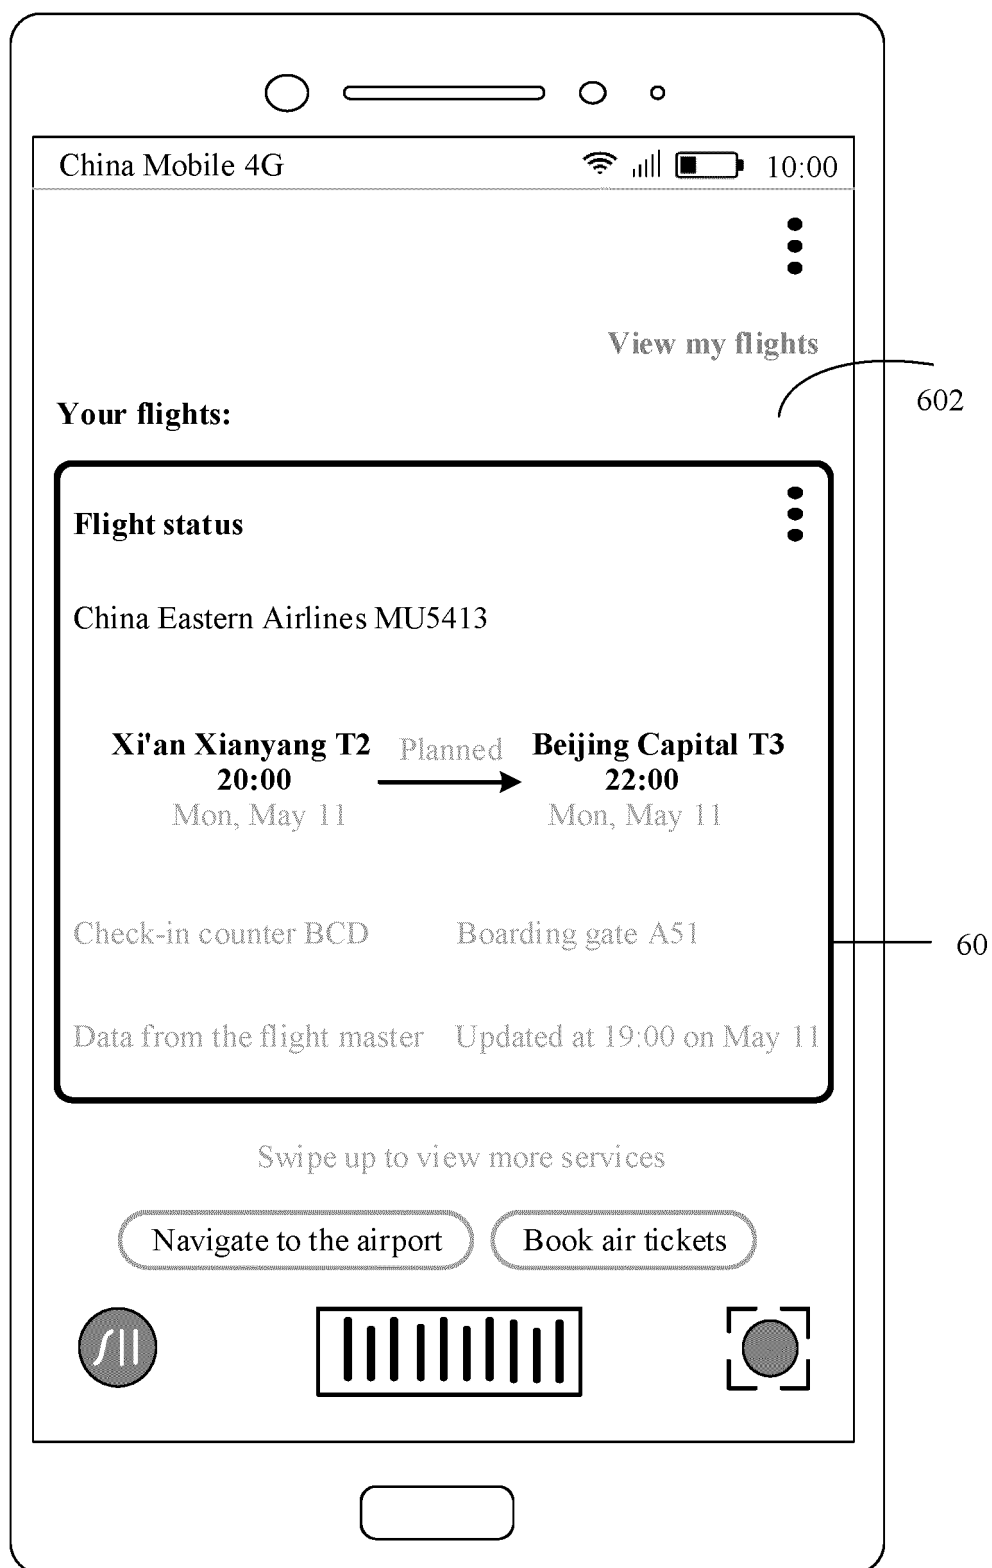 China Mobile 4G 10:00
View my flights
602
Your flights:
Flight status
China Eastern Airlines MU5413
Xi'an Xianyang T2 Planned Beijing Capital T3
20:00 22:00
Mon, May 11 Mon, May 11
Check-in counter BCD Boarding gate A51
60
Data from the flight master Updated at 19:00 on May 11
Swipe up to view more services
Navigate to the airport Book air tickets